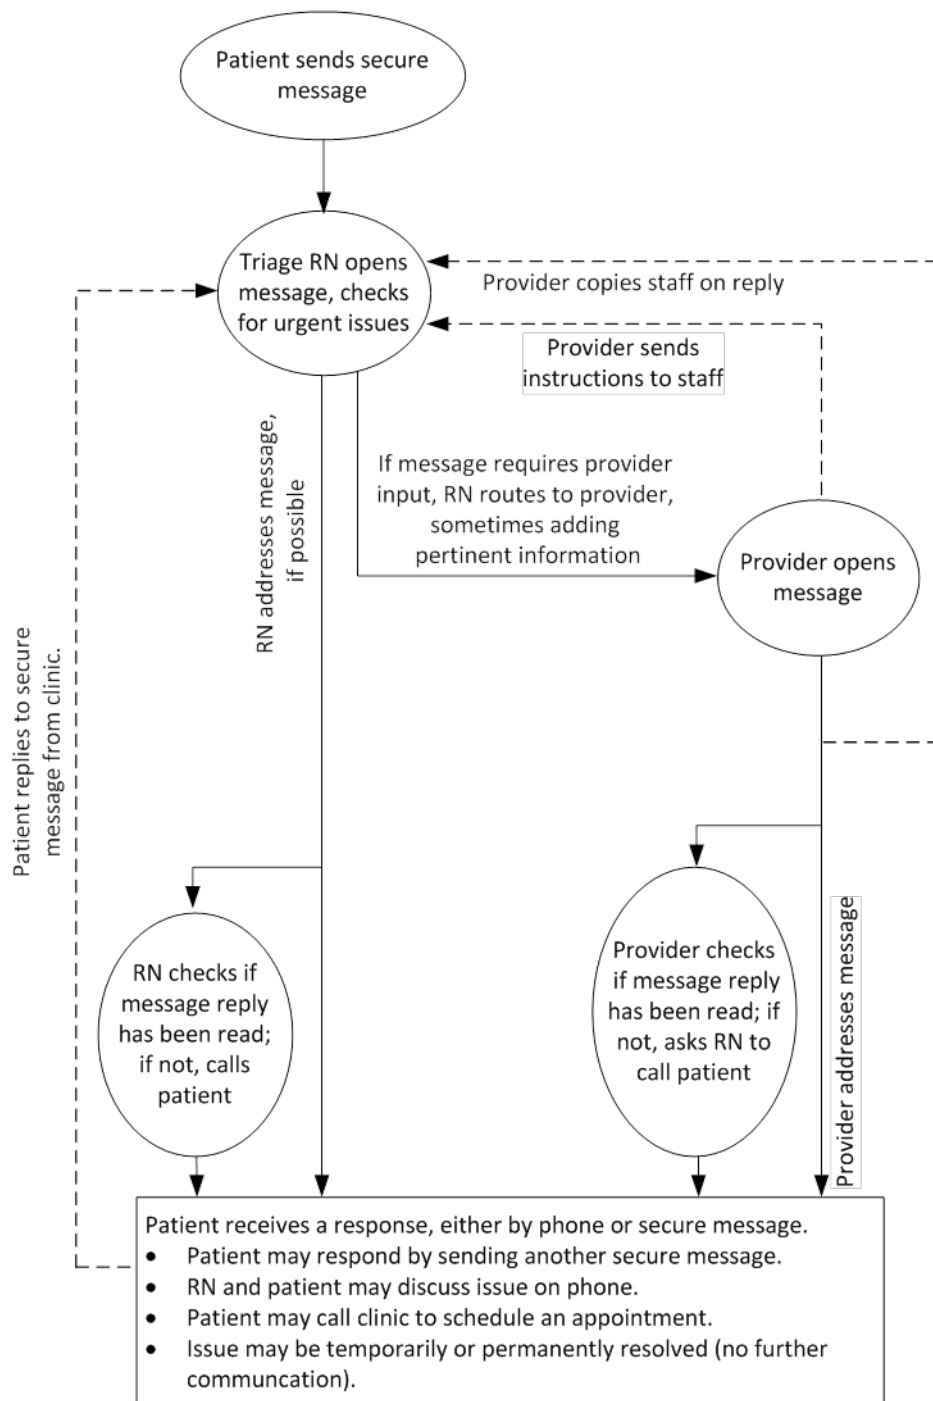 Patient sends secure
message
Triage RN opens
message, checks
for urgent issues
Provider copies staff on reply
Provider sends
instructions to staff
RN addresses message,
if possible
If message requires provider
input, RN routes to provider,
sometimes adding
pertinent information
Provider opens
message
Patient replies to secure
message from clinic.
RN checks if
message reply
has been read;
if not, calls
patient
Provider checks
if message reply
has been read; if
not, asks RN to
call patient
Provider addresses message
Patient receives a response, either by phone or secure message.
• Patient may respond by sending another secure message.
• RN and patient may discuss issue on phone.
• Patient may call clinic to schedule an appointment.
• Issue may be temporarily or permanently resolved (no further
communcation).